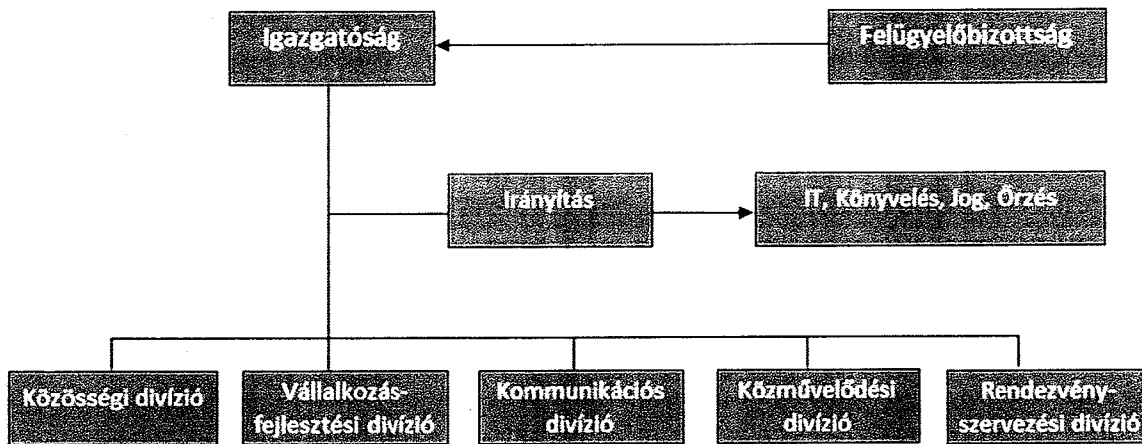 Igazgatóság
Felügyelőbizottság
Irányítás
IT, Könyvelés, Jog, Őrzés
Közösségi divízió
Vállalkozás-
fejlesztési divízió
Kommunikációs
divízió
Közművelődési
divízió
Rendezvény-
szervezési divízió